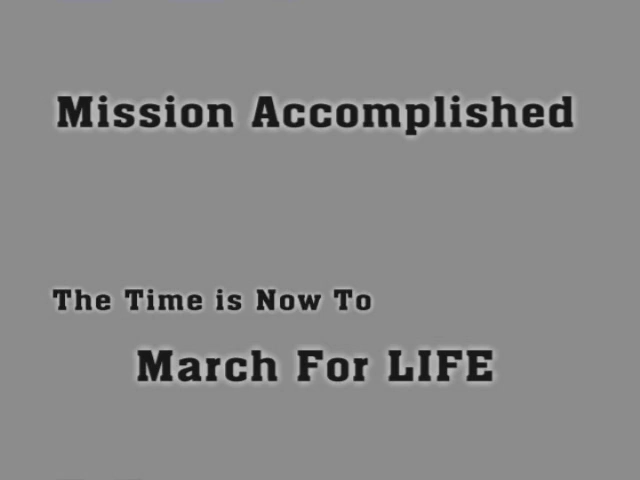 Mission Accomplished
The Time is Now To
March For LIFE